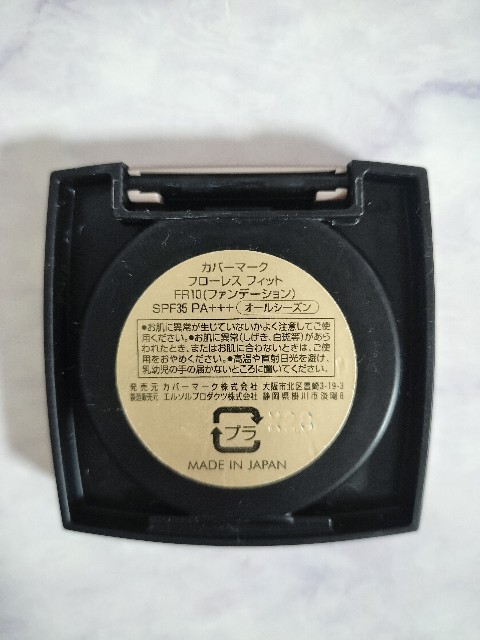 カバーマーク
フローレス フィット
FR10(ファンデーション)
SPF35 PA+++ オールシーズン
●お肌に異常が生じていないかよく注意してご使
用ください。●お肌に異常(しげき、白斑等)があら
われたとき、またはお肌に合わないときは、ご使
用をおやめください。●高温や直射日光を避け、
乳幼児の手の届かないところに置いてください。
発売元 カバーマーク株式会社 大阪市北区豊崎3-19-3
製造販売元 エルソルプロダクツ株式会社 静岡県掛川市淡陽8
プラ
MADE IN JAPAN